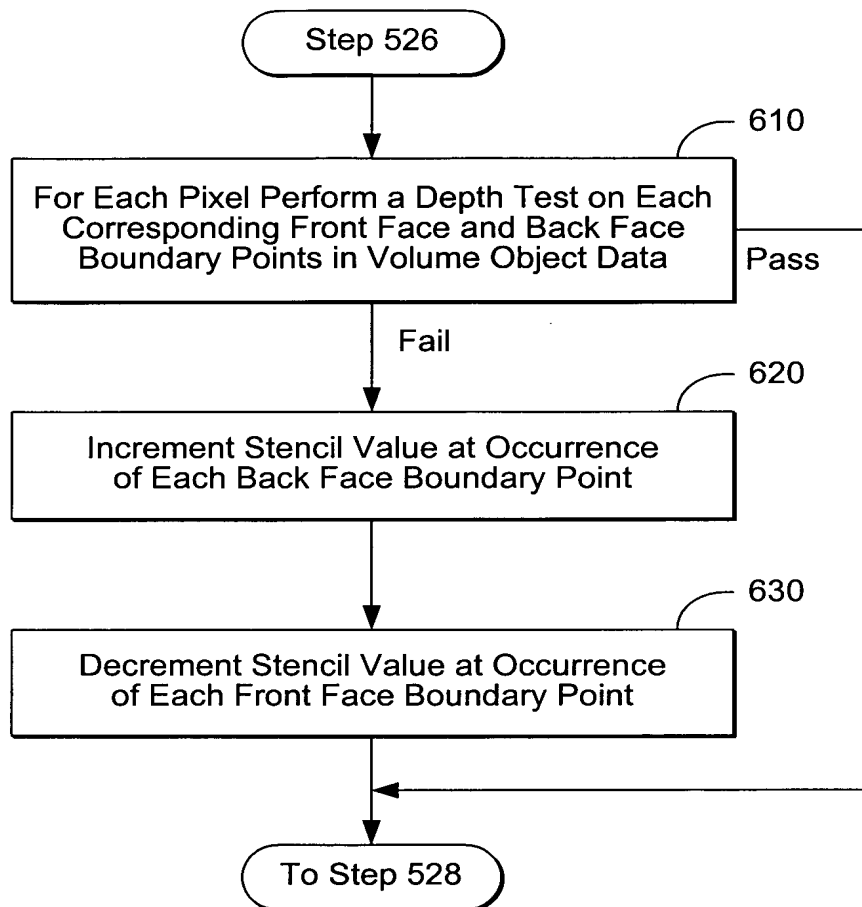 Step 526
610
For Each Pixel Perform a Depth Test on Each
Corresponding Front Face and Back Face
Boundary Points in Volume Object Data
Pass
Fail
620
Increment Stencil Value at Occurrence
of Each Back Face Boundary Point
630
Decrement Stencil Value at Occurrence
of Each Front Face Boundary Point
To Step 528